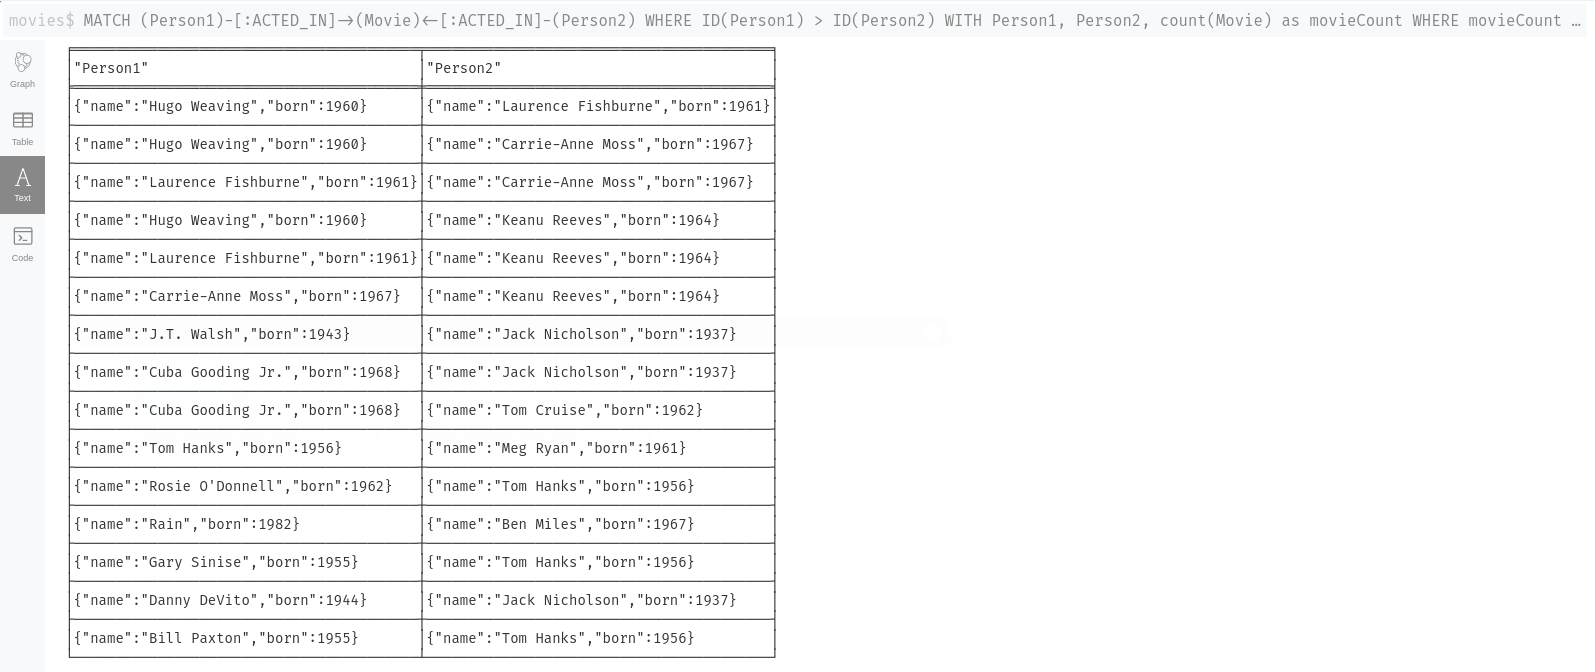 movies$ MATCH (Person1)-[:ACTED_IN]→(Movie)←[:ACTED_IN]-(Person2) WHERE ID(Person1) > ID(Person2) WITH Person1, Person2, count(Movie) as movieCount WHERE movieCount …
Graph
Table
Text
Code
"Person1" "Person2"
{"name":"Hugo Weaving","born":1960} {"name":"Laurence Fishburne","born":1961}
{"name":"Hugo Weaving","born":1960} {"name":"Carrie-Anne Moss","born":1967}
{"name":"Laurence Fishburne","born":1961} {"name":"Carrie-Anne Moss","born":1967}
{"name":"Hugo Weaving","born":1960} {"name":"Keanu Reeves","born":1964}
{"name":"Laurence Fishburne","born":1961} {"name":"Keanu Reeves","born":1964}
{"name":"Carrie-Anne Moss","born":1967} {"name":"Keanu Reeves","born":1964}
{"name":"J.T. Walsh","born":1943} {"name":"Jack Nicholson","born":1937}
{"name":"Cuba Gooding Jr.","born":1968} {"name":"Jack Nicholson","born":1937}
{"name":"Cuba Gooding Jr.","born":1968} {"name":"Tom Cruise","born":1962}
{"name":"Tom Hanks","born":1956} {"name":"Meg Ryan","born":1961}
{"name":"Rosie O'Donnell","born":1962} {"name":"Tom Hanks","born":1956}
{"name":"Rain","born":1982} {"name":"Ben Miles","born":1967}
{"name":"Gary Sinise","born":1955} {"name":"Tom Hanks","born":1956}
{"name":"Danny DeVito","born":1944} {"name":"Jack Nicholson","born":1937}
{"name":"Bill Paxton","born":1955} {"name":"Tom Hanks","born":1956}